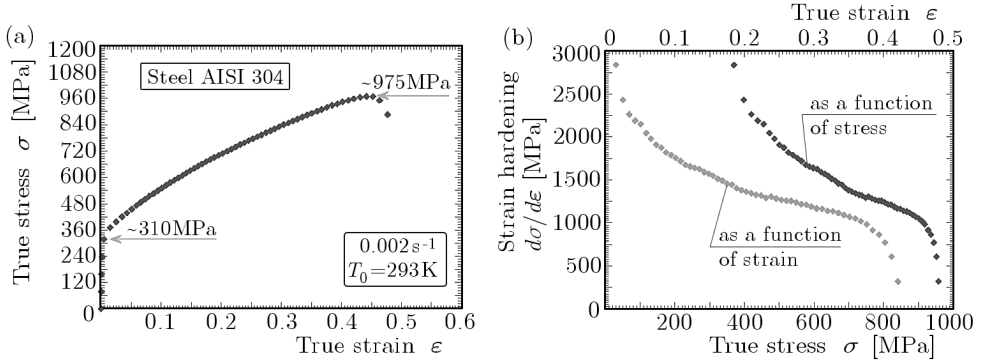 (a)
True stress σ [MPa]
1200
1080
960
840
720
600
480
360
240
120
0
Steel AISI 304
~975MPa
~310MPa
0.002s-1
T0=293K
0.1 0.2 0.3 0.4 0.5 0.6
True strain ε
(b)
True strain ε
0 0.1 0.2 0.3 0.4 0.5
Strain hardening
dσ/dε [MPa]
3000
2500
2000
1500
1000
500
0
as a function
of stress
as a function
of strain
200 400 600 800 1000
True stress σ [MPa]